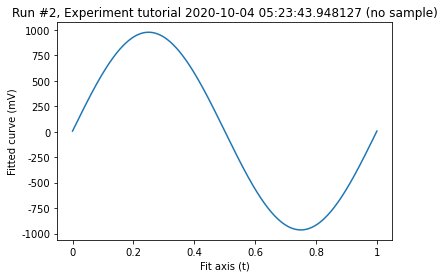 Run #2, Experiment tutorial 2020-10-04 05:23:43.948127 (no sample)
1000
750
500
250
0
-250
-500
-750
-1000
Fitted curve (mV)
0 0.2 0.4 0.6 0.8 1
Fit axis (t)